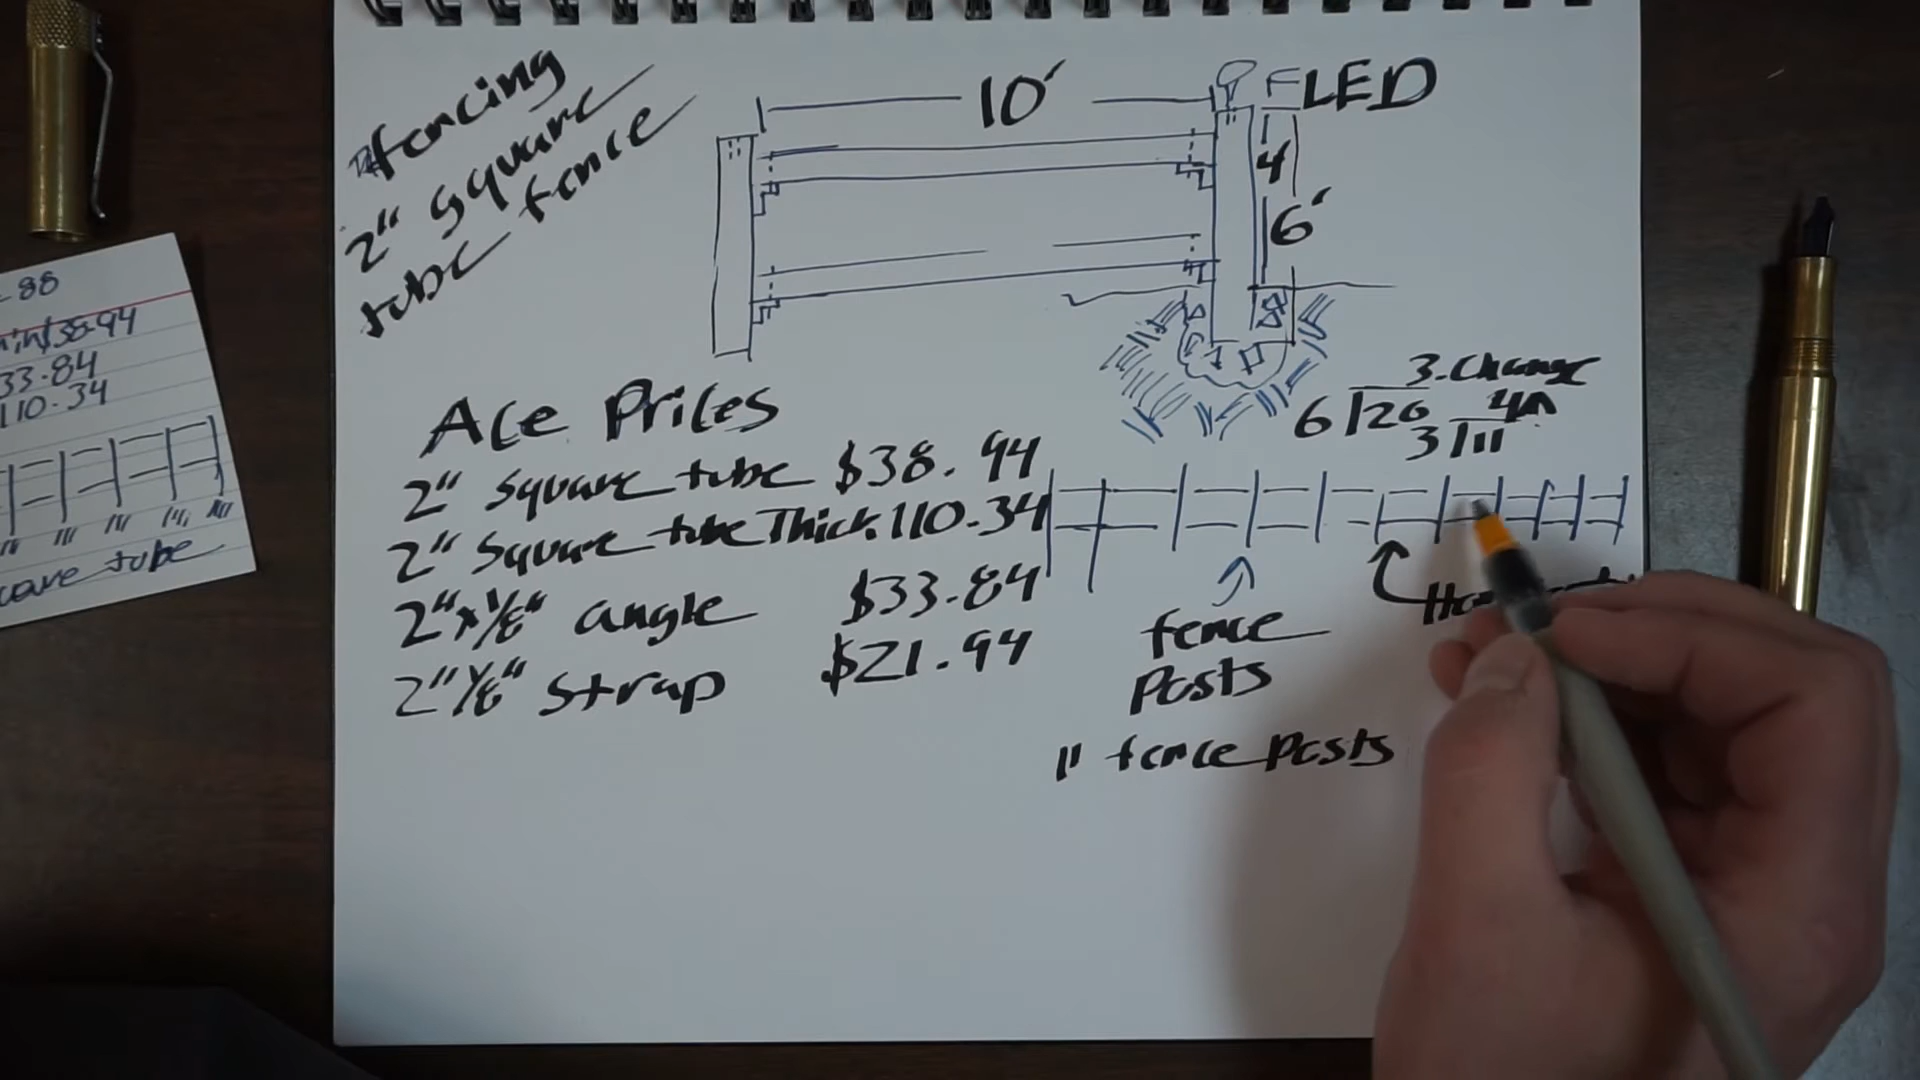 fencing
2" square
tube fence
10'
LED
4
6'
Ace Prices
2" square tube $38.94
2" square tube Thick. 110.34
2"x1/8" angle $33.84
2" 1/8" strap $21.94
3. Change
6 26
3 11
fence
Posts
11 fence Posts
88
$38.94
33.84
110.34
tube